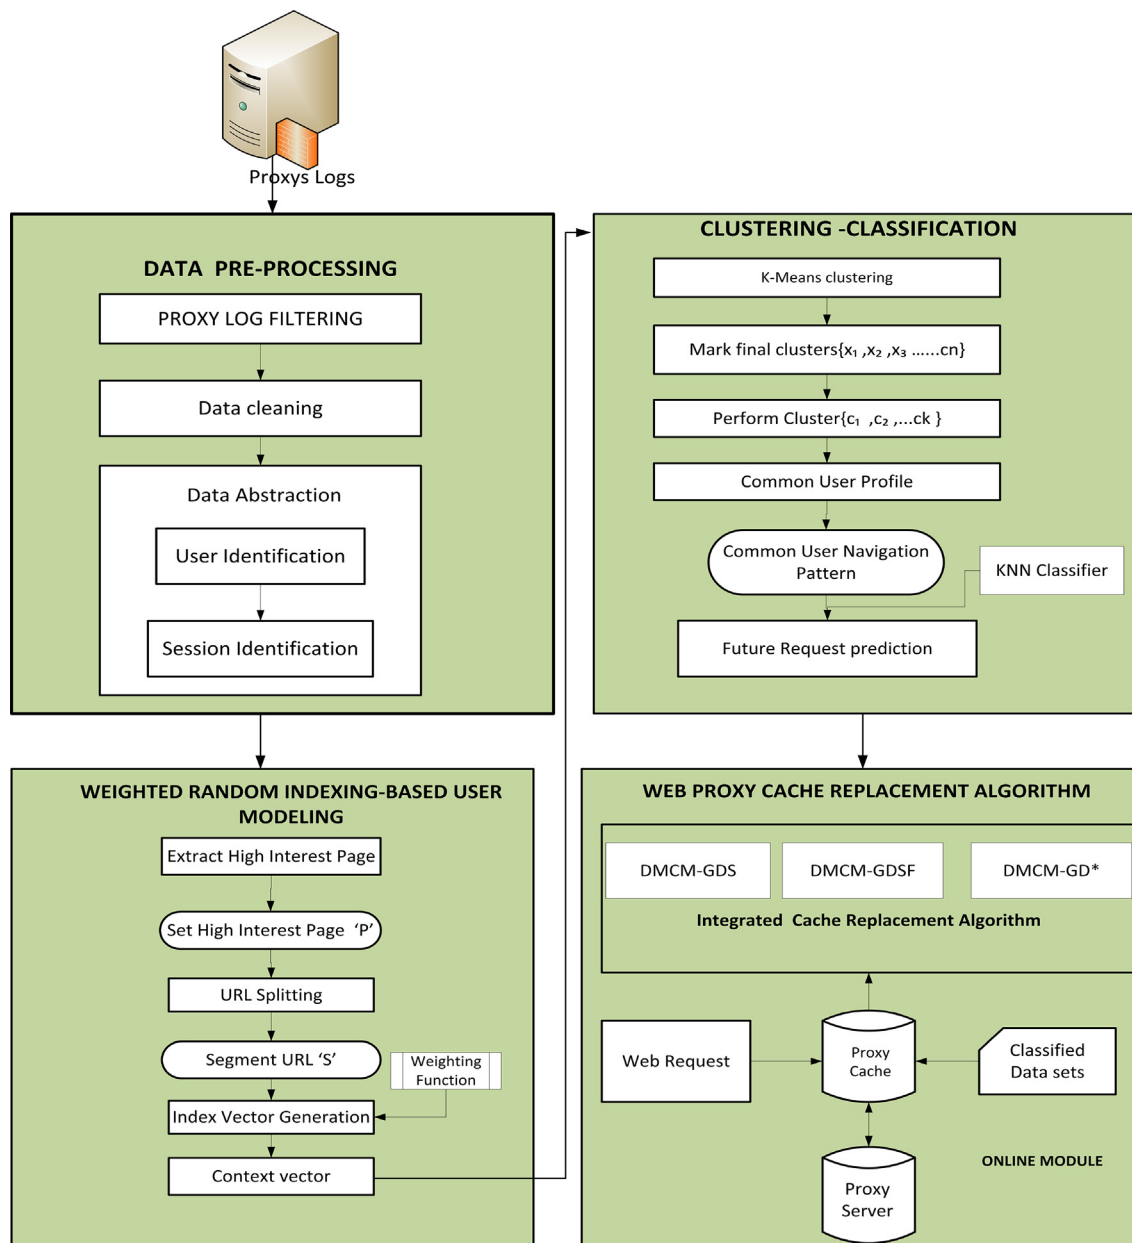 Proxys Logs
DATA PRE-PROCESSING
PROXY LOG FILTERING
Data cleaning
Data Abstraction
User Identification
Session Identification
WEIGHTED RANDOM INDEXING-BASED USER
MODELING
Extract High Interest Page
Set High Interest Page ‘P’
URL Splitting
Segment URL ‘S’
Weighting
Function
Index Vector Generation
Context vector
CLUSTERING -CLASSIFICATION
K-Means clustering
Mark final clusters{x₁ ,x₂ ,x₃ ......cn}
Perform Cluster{c₁ ,c₂ ,...ck }
Common User Profile
Common User Navigation
Pattern
KNN Classifier
Future Request prediction
WEB PROXY CACHE REPLACEMENT ALGORITHM
DMCM-GDS
DMCM-GDSF
DMCM-GD*
Integrated Cache Replacement Algorithm
Web Request
Proxy
Cache
Classified
Data sets
ONLINE MODULE
Proxy
Server